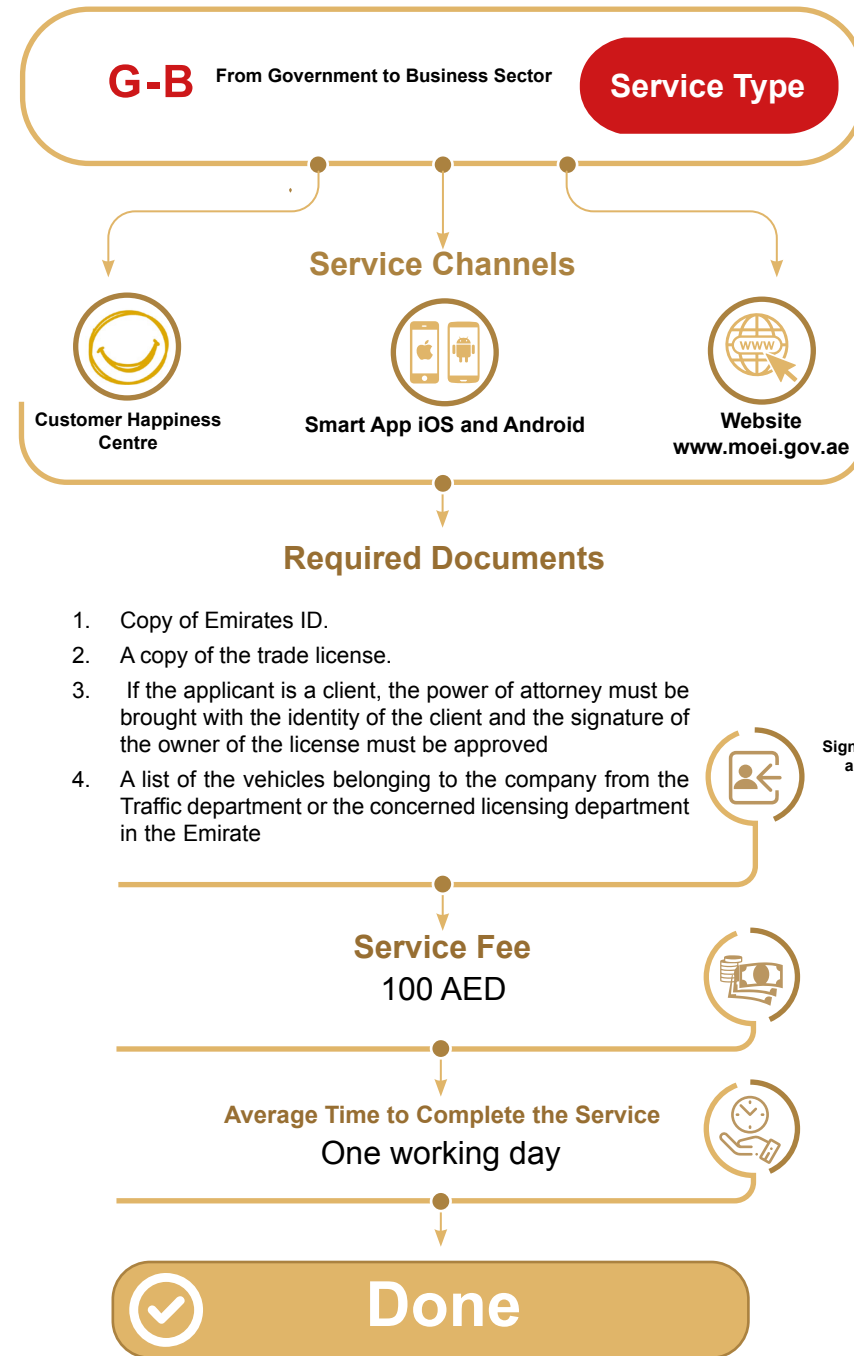 G-B
From Government to Business Sector
Service Type
Service Channels
Customer Happiness
Centre
Smart App iOS and Android
www
Website
www.moei.gov.ae
Required Documents
1. Copy of Emirates ID.
2. A copy of the trade license.
3. If the applicant is a client, the power of attorney must be
brought with the identity of the client and the signature of
the owner of the license must be approved
4. A list of the vehicles belonging to the company from the
Traffic department or the concerned licensing department
in the Emirate
Sign
a
Service Fee
100 AED
Average Time to Complete the Service
One working day
Done